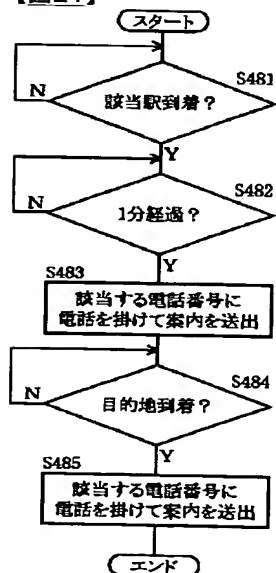 スタート
S481
該当駅到着?
N
Y
S482
1分経過?
N
Y
S483
該当する電話番号に
電話を掛けて案内を送出
S484
目的地到着?
N
Y
S485
該当する電話番号に
電話を掛けて案内を送出
エンド